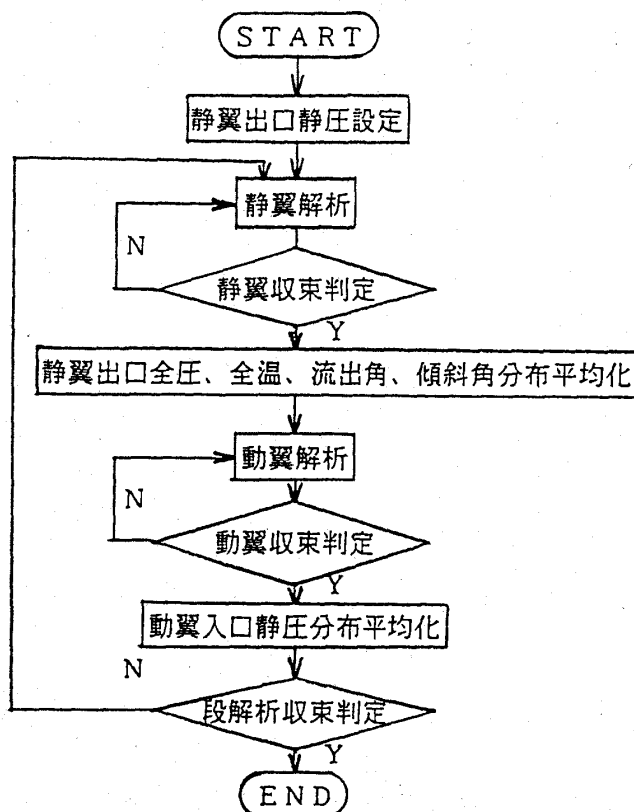 START
静翼出口静圧設定
静翼解析
N
静翼収束判定
Y
静翼出口全圧、全温、流出角、傾斜角分布平均化
動翼解析
N
動翼収束判定
Y
動翼入口静圧分布平均化
N
段解析収束判定
Y
END